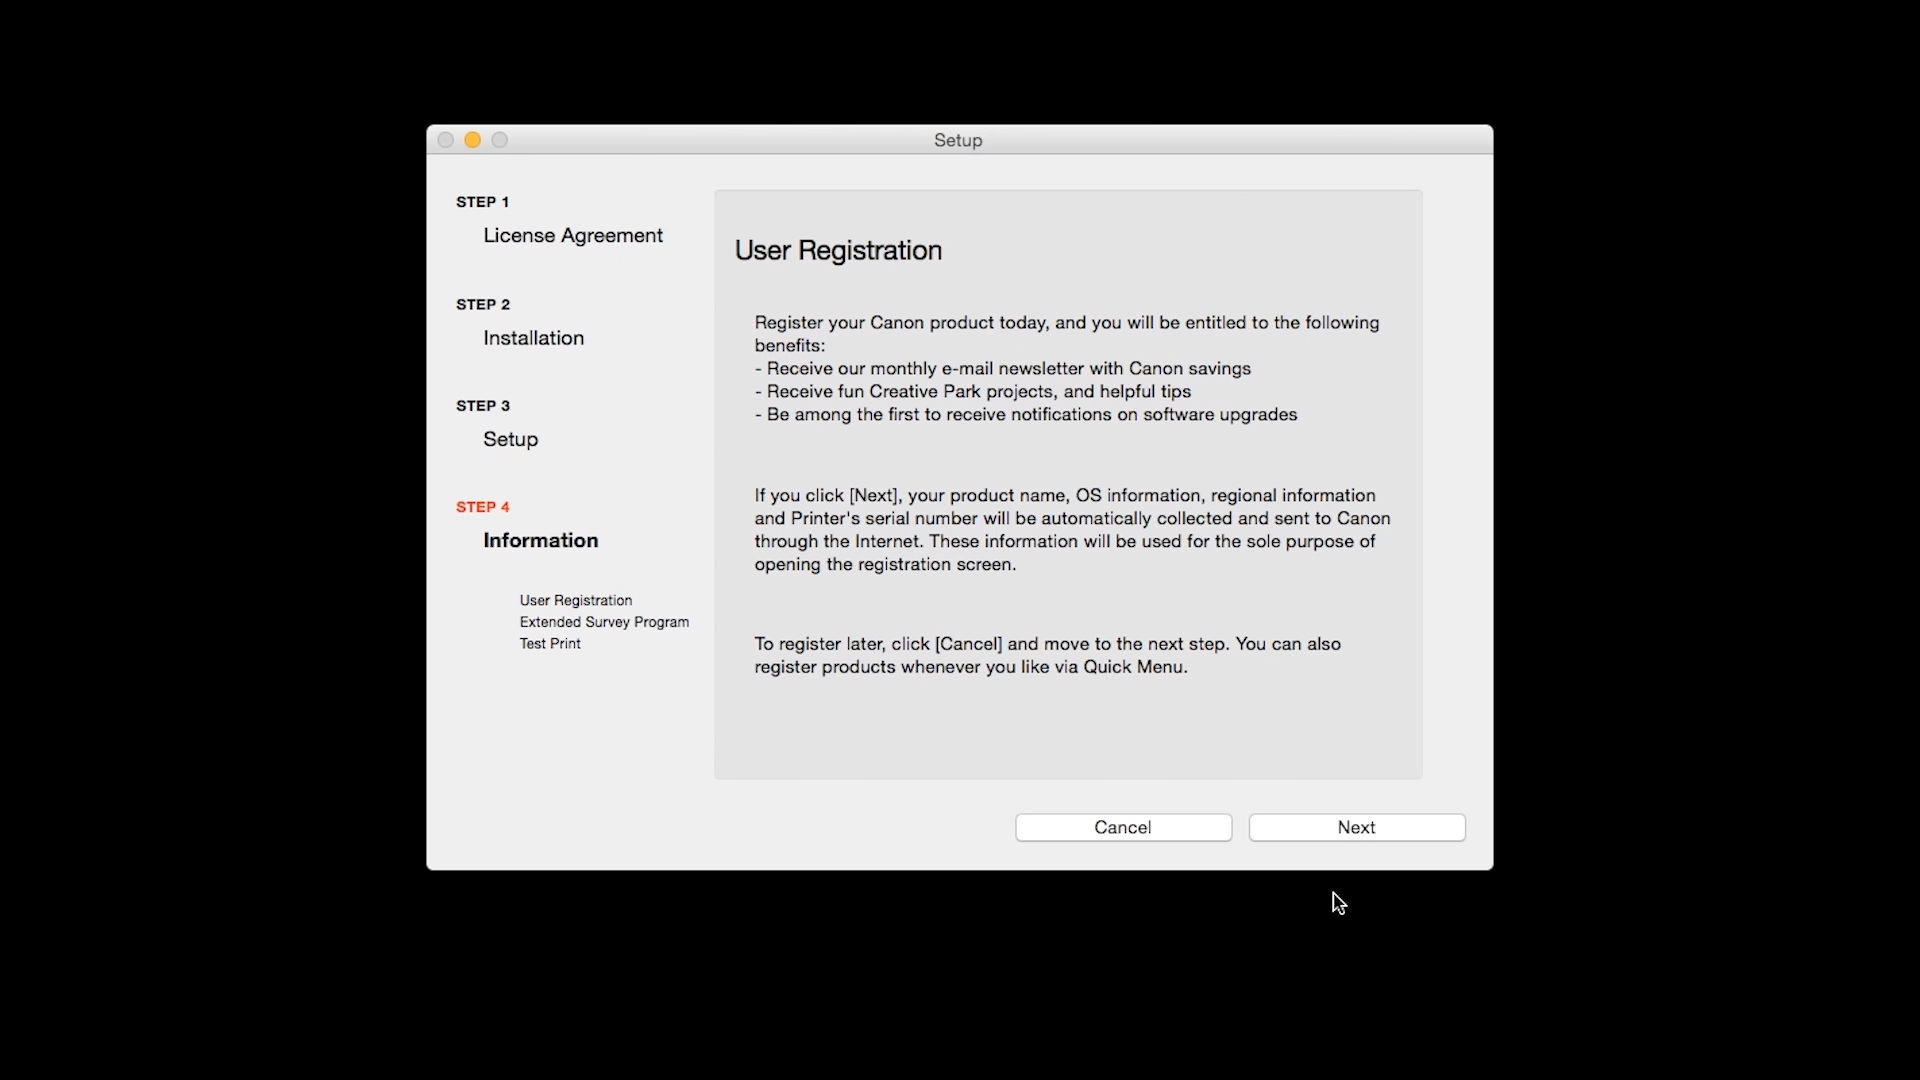 Setup
STEP 1
License Agreement
STEP 2
Installation
STEP 3
Setup
STEP 4
Information
User Registration
Extended Survey Program
Test Print
User Registration
Register your Canon product today, and you will be entitled to the following
benefits:
- Receive our monthly e-mail newsletter with Canon savings
- Receive fun Creative Park projects, and helpful tips
- Be among the first to receive notifications on software upgrades
If you click [Next], your product name, OS information, regional information
and Printer's serial number will be automatically collected and sent to Canon
through the Internet. These information will be used for the sole purpose of
opening the registration screen.
To register later, click [Cancel] and move to the next step. You can also
register products whenever you like via Quick Menu.
Cancel
Next